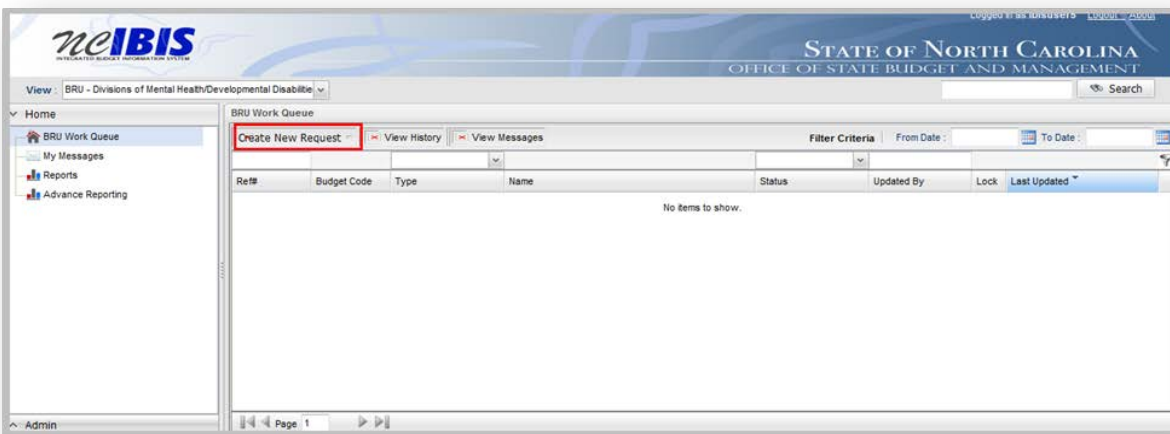 Logged in as ibisuser5 Logout About
ncIBIS
INTEGRATED BUDGET INFORMATION SYSTEM
STATE OF NORTH CAROLINA
OFFICE OF STATE BUDGET AND MANAGEMENT
View : BRU - Divisions of Mental Health/Developmental Disabilitie Search
Home
BRU Work Queue
My Messages
Reports
Advance Reporting
BRU Work Queue
Create New Request View History View Messages Filter Criteria From Date : To Date :
Ref# Budget Code Type Name Status Updated By Lock Last Updated
No items to show.
Admin
Page 1